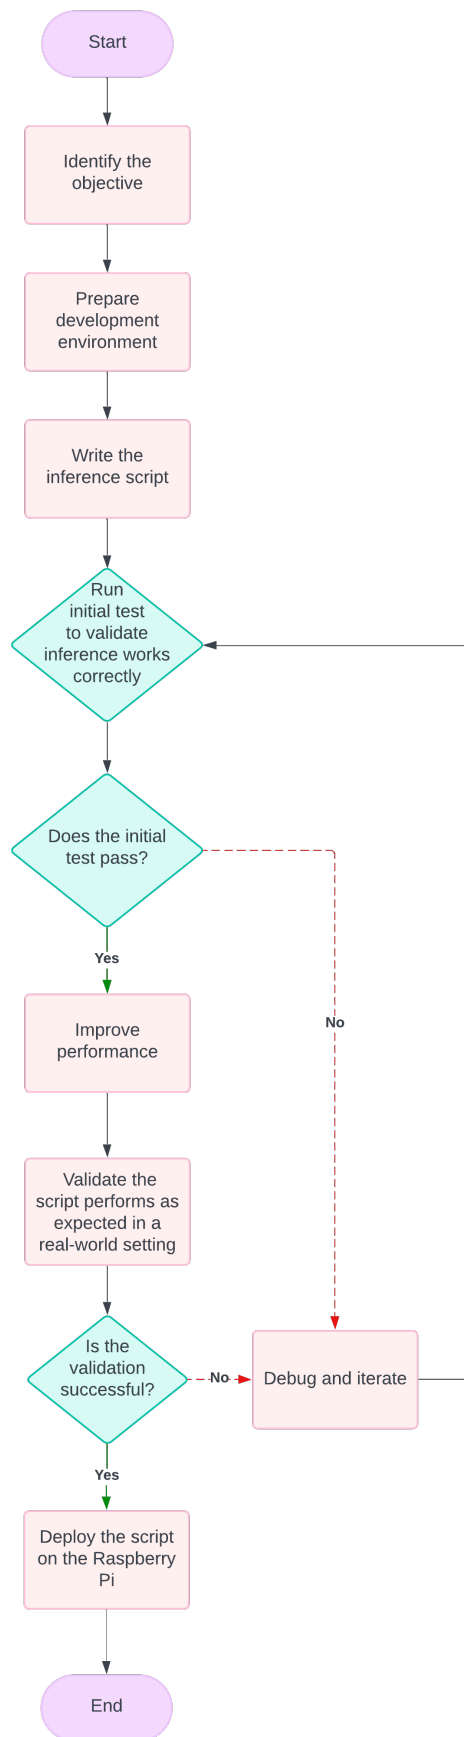 Start
Identify the
objective
Prepare
development
environment
Write the
inference script
Run
initial test
to validate
inference works
correctly
Does the initial
test pass?
Yes
No
Improve
performance
Validate the
script performs as
expected in a
real-world setting
Is the
validation
successful?
No
Debug and iterate
Yes
Deploy the script
on the Raspberry
Pi
End